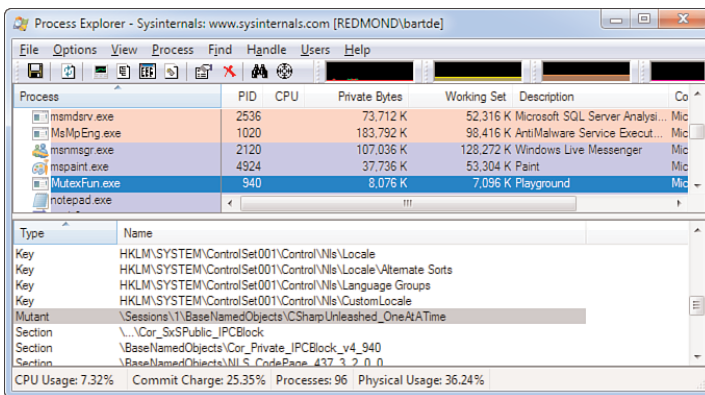 Process Explorer - Sysinternals: www.sysinternals.com [REDMOND\bartde]
File Options View Process Find Handle Users Help
Process PID CPU Private Bytes Working Set Description Co
msmdsrv.exe 2536 73,712 K 52,316 K Microsoft SQL Server Analysi... Mic
MsMpEng.exe 1020 183,792 K 98,416 K AntiMalware Service Execut... Mic
msnmsgr.exe 2120 107,036 K 128,272 K Windows Live Messenger Mic
mspaint.exe 4924 37,736 K 53,304 K Paint Mic
MutexFun.exe 940 8,076 K 7,096 K Playground Mic
notepad.exe
Type Name
Key HKLM\SYSTEM\ControlSet001\Control\Nls\Locale
Key HKLM\SYSTEM\ControlSet001\Control\Nls\Locale\Alternate Sorts
Key HKLM\SYSTEM\ControlSet001\Control\Nls\Language Groups
Key HKLM\SYSTEM\ControlSet001\Control\Nls\CustomLocale
Mutant \Sessions\1\BaseNamedObjects\CSharpUnleashed_OneAtATime
Section \...\Cor_SxSPublic_IPCBlock
Section \BaseNamedObjects\Cor_Private_IPCBlock_v4_940
Section \BaseNamedObjects\NLS_CodePage_437_3_2_0_0
CPU Usage: 7.32% Commit Charge: 25.35% Processes: 96 Physical Usage: 36.24%